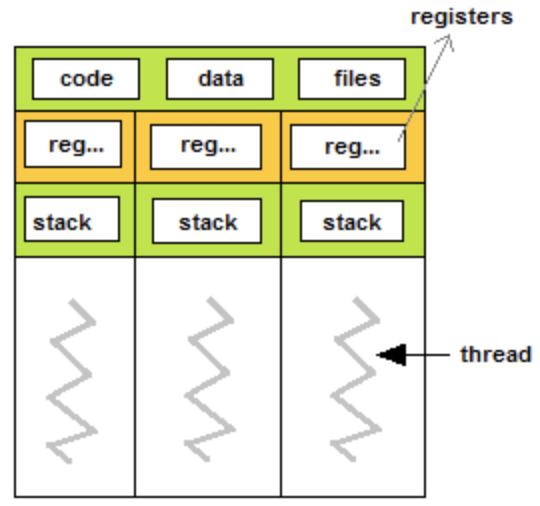 registers
code data files
reg... reg... reg...
stack stack stack
thread